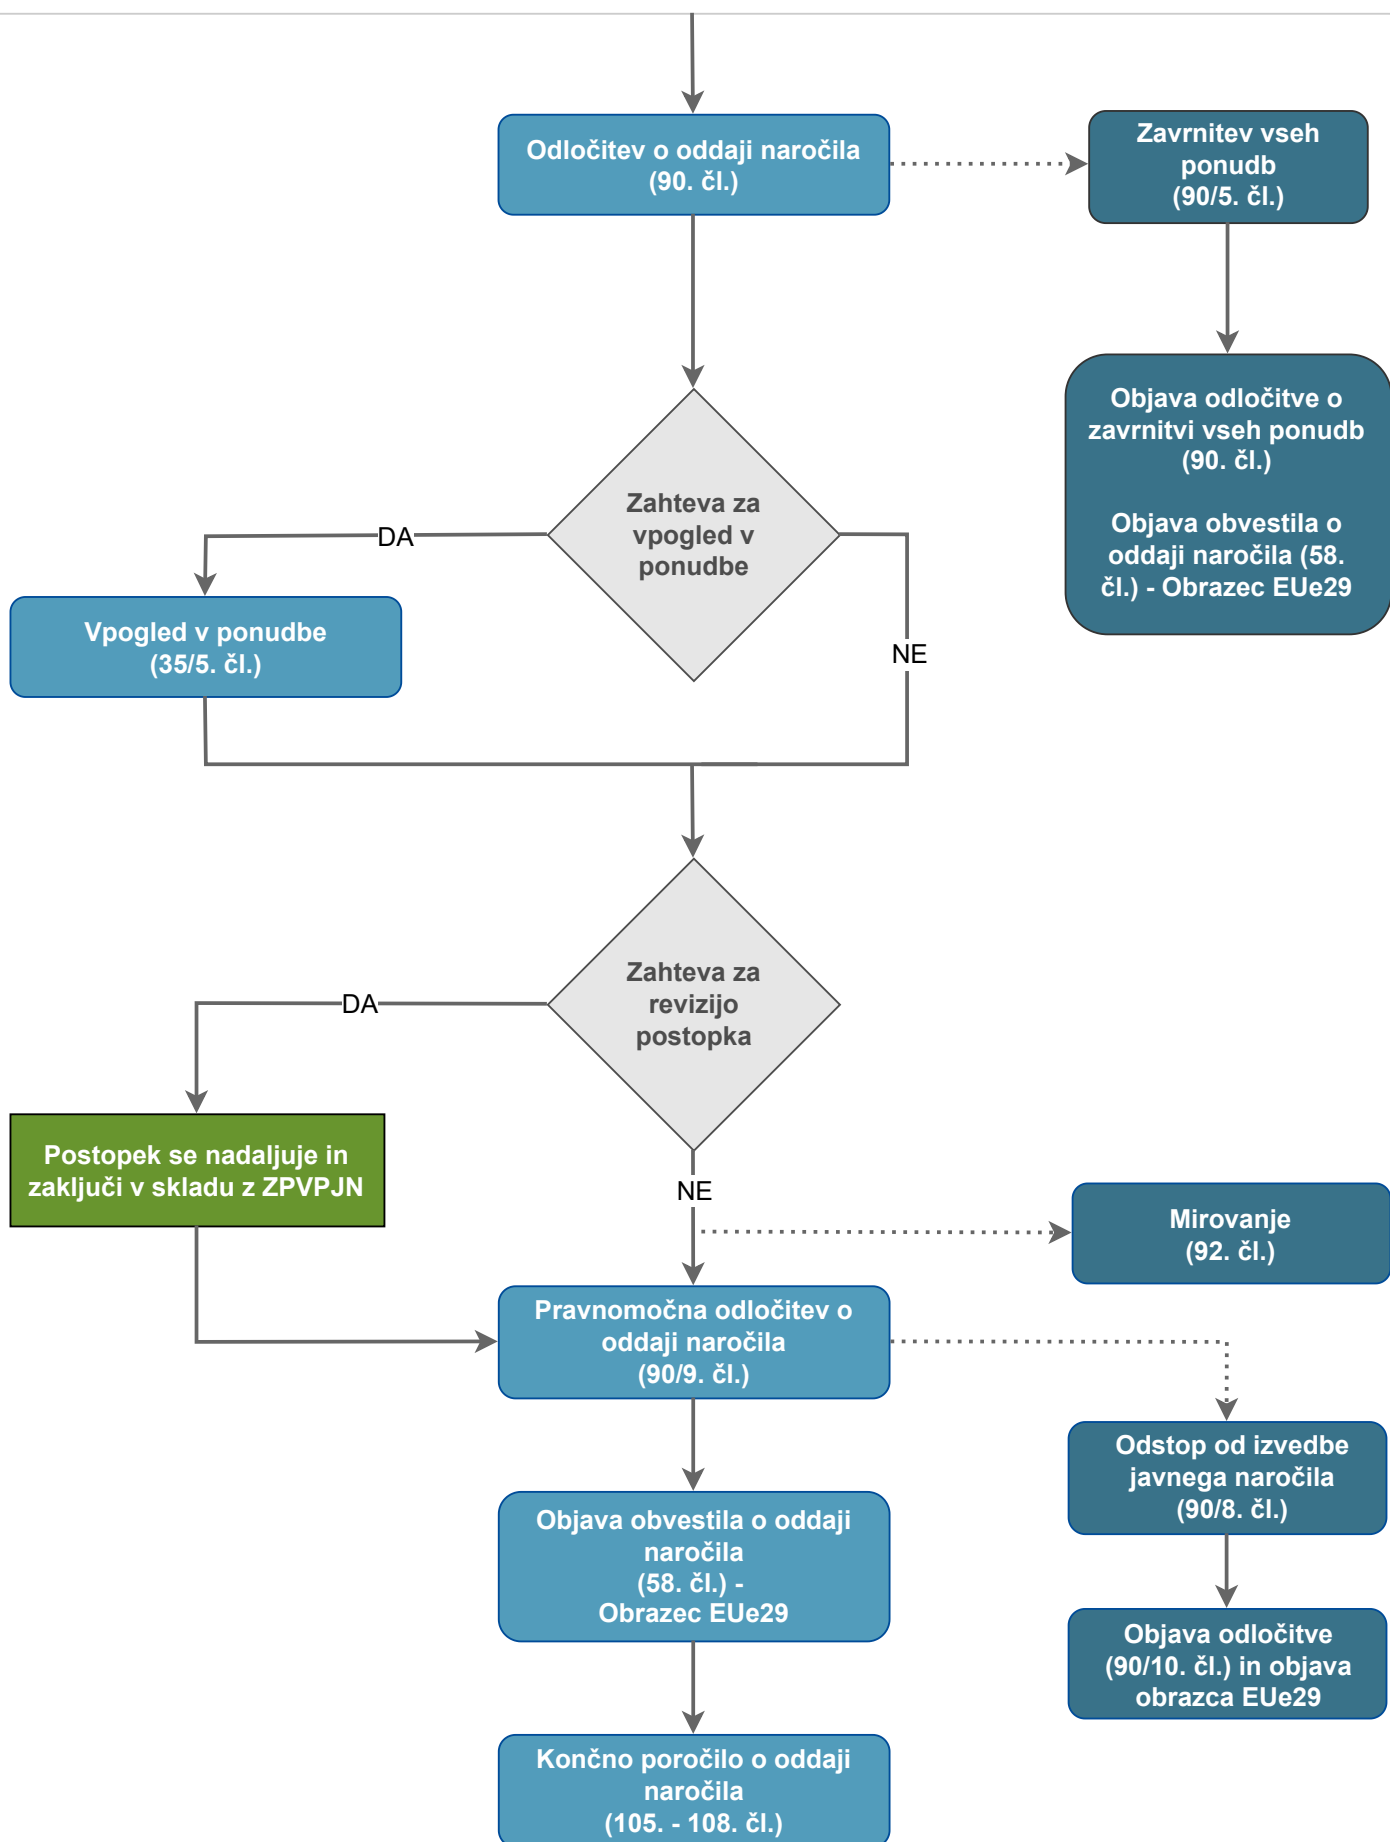 Odločitev o oddaji naročila
(90. čl.)
Zavrnitev vseh
ponudb
(90/5. čl.)
Objava odločitve o
zavrnitvi vseh ponudb
(90. čl.)
Objava obvestila o
oddaji naročila (58.
čl.) - Obrazec EUe29
Zahteva za
vpogled v
ponudbe
DA
NE
Vpogled v ponudbe
(35/5. čl.)
Zahteva za
revizijo
postopka
DA
NE
Postopek se nadaljuje in
zaključi v skladu z ZPVPJN
Mirovanje
(92. čl.)
Pravnomočna odločitev o
oddaji naročila
(90/9. čl.)
Odstop od izvedbe
javnega naročila
(90/8. čl.)
Objava obvestila o oddaji
naročila
(58. čl.) -
Obrazec EUe29
Objava odločitve
(90/10. čl.) in objava
obrazca EUe29
Končno poročilo o oddaji
naročila
(105. - 108. čl.)